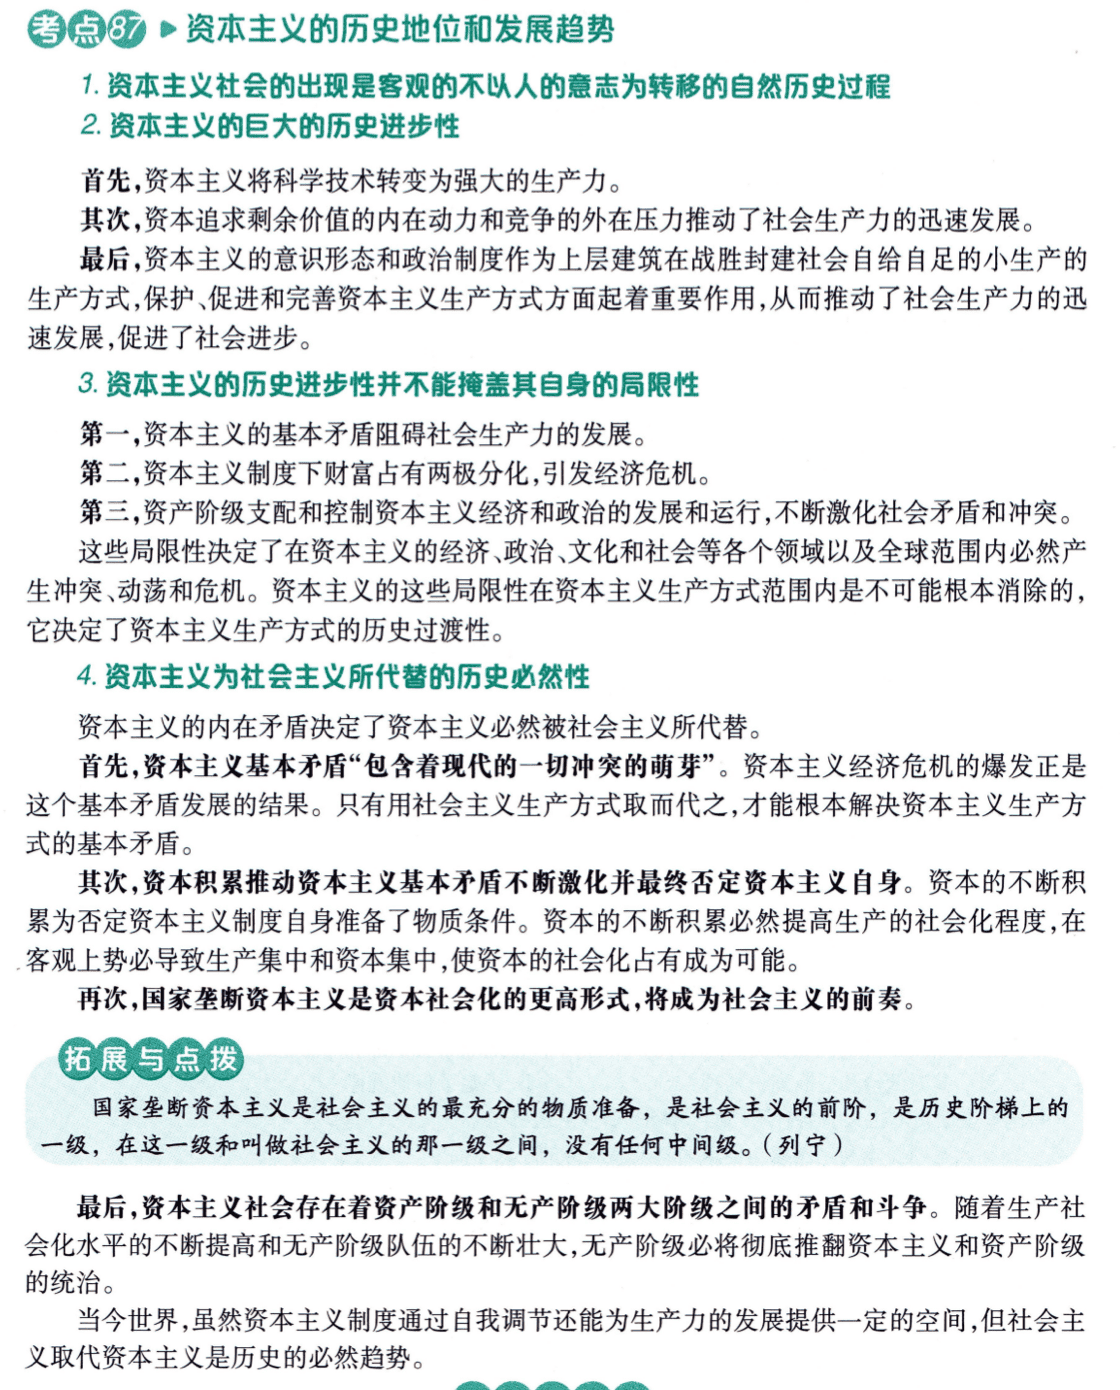 考点87 ▶ 资本主义的历史地位和发展趋势
1. 资本主义社会的出现是客观的不以人的意志为转移的自然历史过程
2. 资本主义的巨大的历史进步性
首先,资本主义将科学技术转变为强大的生产力。
其次,资本追求剩余价值的内在动力和竞争的外在压力推动了社会生产力的迅速发展。
最后,资本主义的意识形态和政治制度作为上层建筑在战胜封建社会自给自足的小生产的
生产方式,保护、促进和完善资本主义生产方式方面起着重要作用,从而推动了社会生产力的迅
速发展,促进了社会进步。
3. 资本主义的历史进步性并不能掩盖其自身的局限性
第一,资本主义的基本矛盾阻碍社会生产力的发展。
第二,资本主义制度下财富占有两极分化,引发经济危机。
第三,资产阶级支配和控制资本主义经济和政治的发展和运行,不断激化社会矛盾和冲突。
这些局限性决定了在资本主义的经济、政治、文化和社会等各个领域以及全球范围内必然产
生冲突、动荡和危机。资本主义的这些局限性在资本主义生产方式范围内是不可能根本消除的,
它决定了资本主义生产方式的历史过渡性。
4. 资本主义为社会主义所代替的历史必然性
资本主义的内在矛盾决定了资本主义必然被社会主义所代替。
首先,资本主义基本矛盾“包含着现代的一切冲突的萌芽”。资本主义经济危机的爆发正是
这个基本矛盾发展的结果。只有用社会主义生产方式取而代之,才能根本解决资本主义生产方
式的基本矛盾。
其次,资本积累推动资本主义基本矛盾不断激化并最终否定资本主义自身。资本的不断积
累为否定资本主义制度自身准备了物质条件。资本的不断积累必然提高生产的社会化程度,在
客观上势必导致生产集中和资本集中,使资本的社会化占有成为可能。
再次,国家垄断资本主义是资本社会化的更高形式,将成为社会主义的前奏。
拓展与点拨
国家垄断资本主义是社会主义的最充分的物质准备，是社会主义的前阶，是历史阶梯上的
一级，在这一级和叫做社会主义的那一级之间，没有任何中间级。（列宁）
最后,资本主义社会存在着资产阶级和无产阶级两大阶级之间的矛盾和斗争。随着生产社
会化水平的不断提高和无产阶级队伍的不断壮大,无产阶级必将彻底推翻资本主义和资产阶级
的统治。
当今世界,虽然资本主义制度通过自我调节还能为生产力的发展提供一定的空间,但社会主
义取代资本主义是历史的必然趋势。